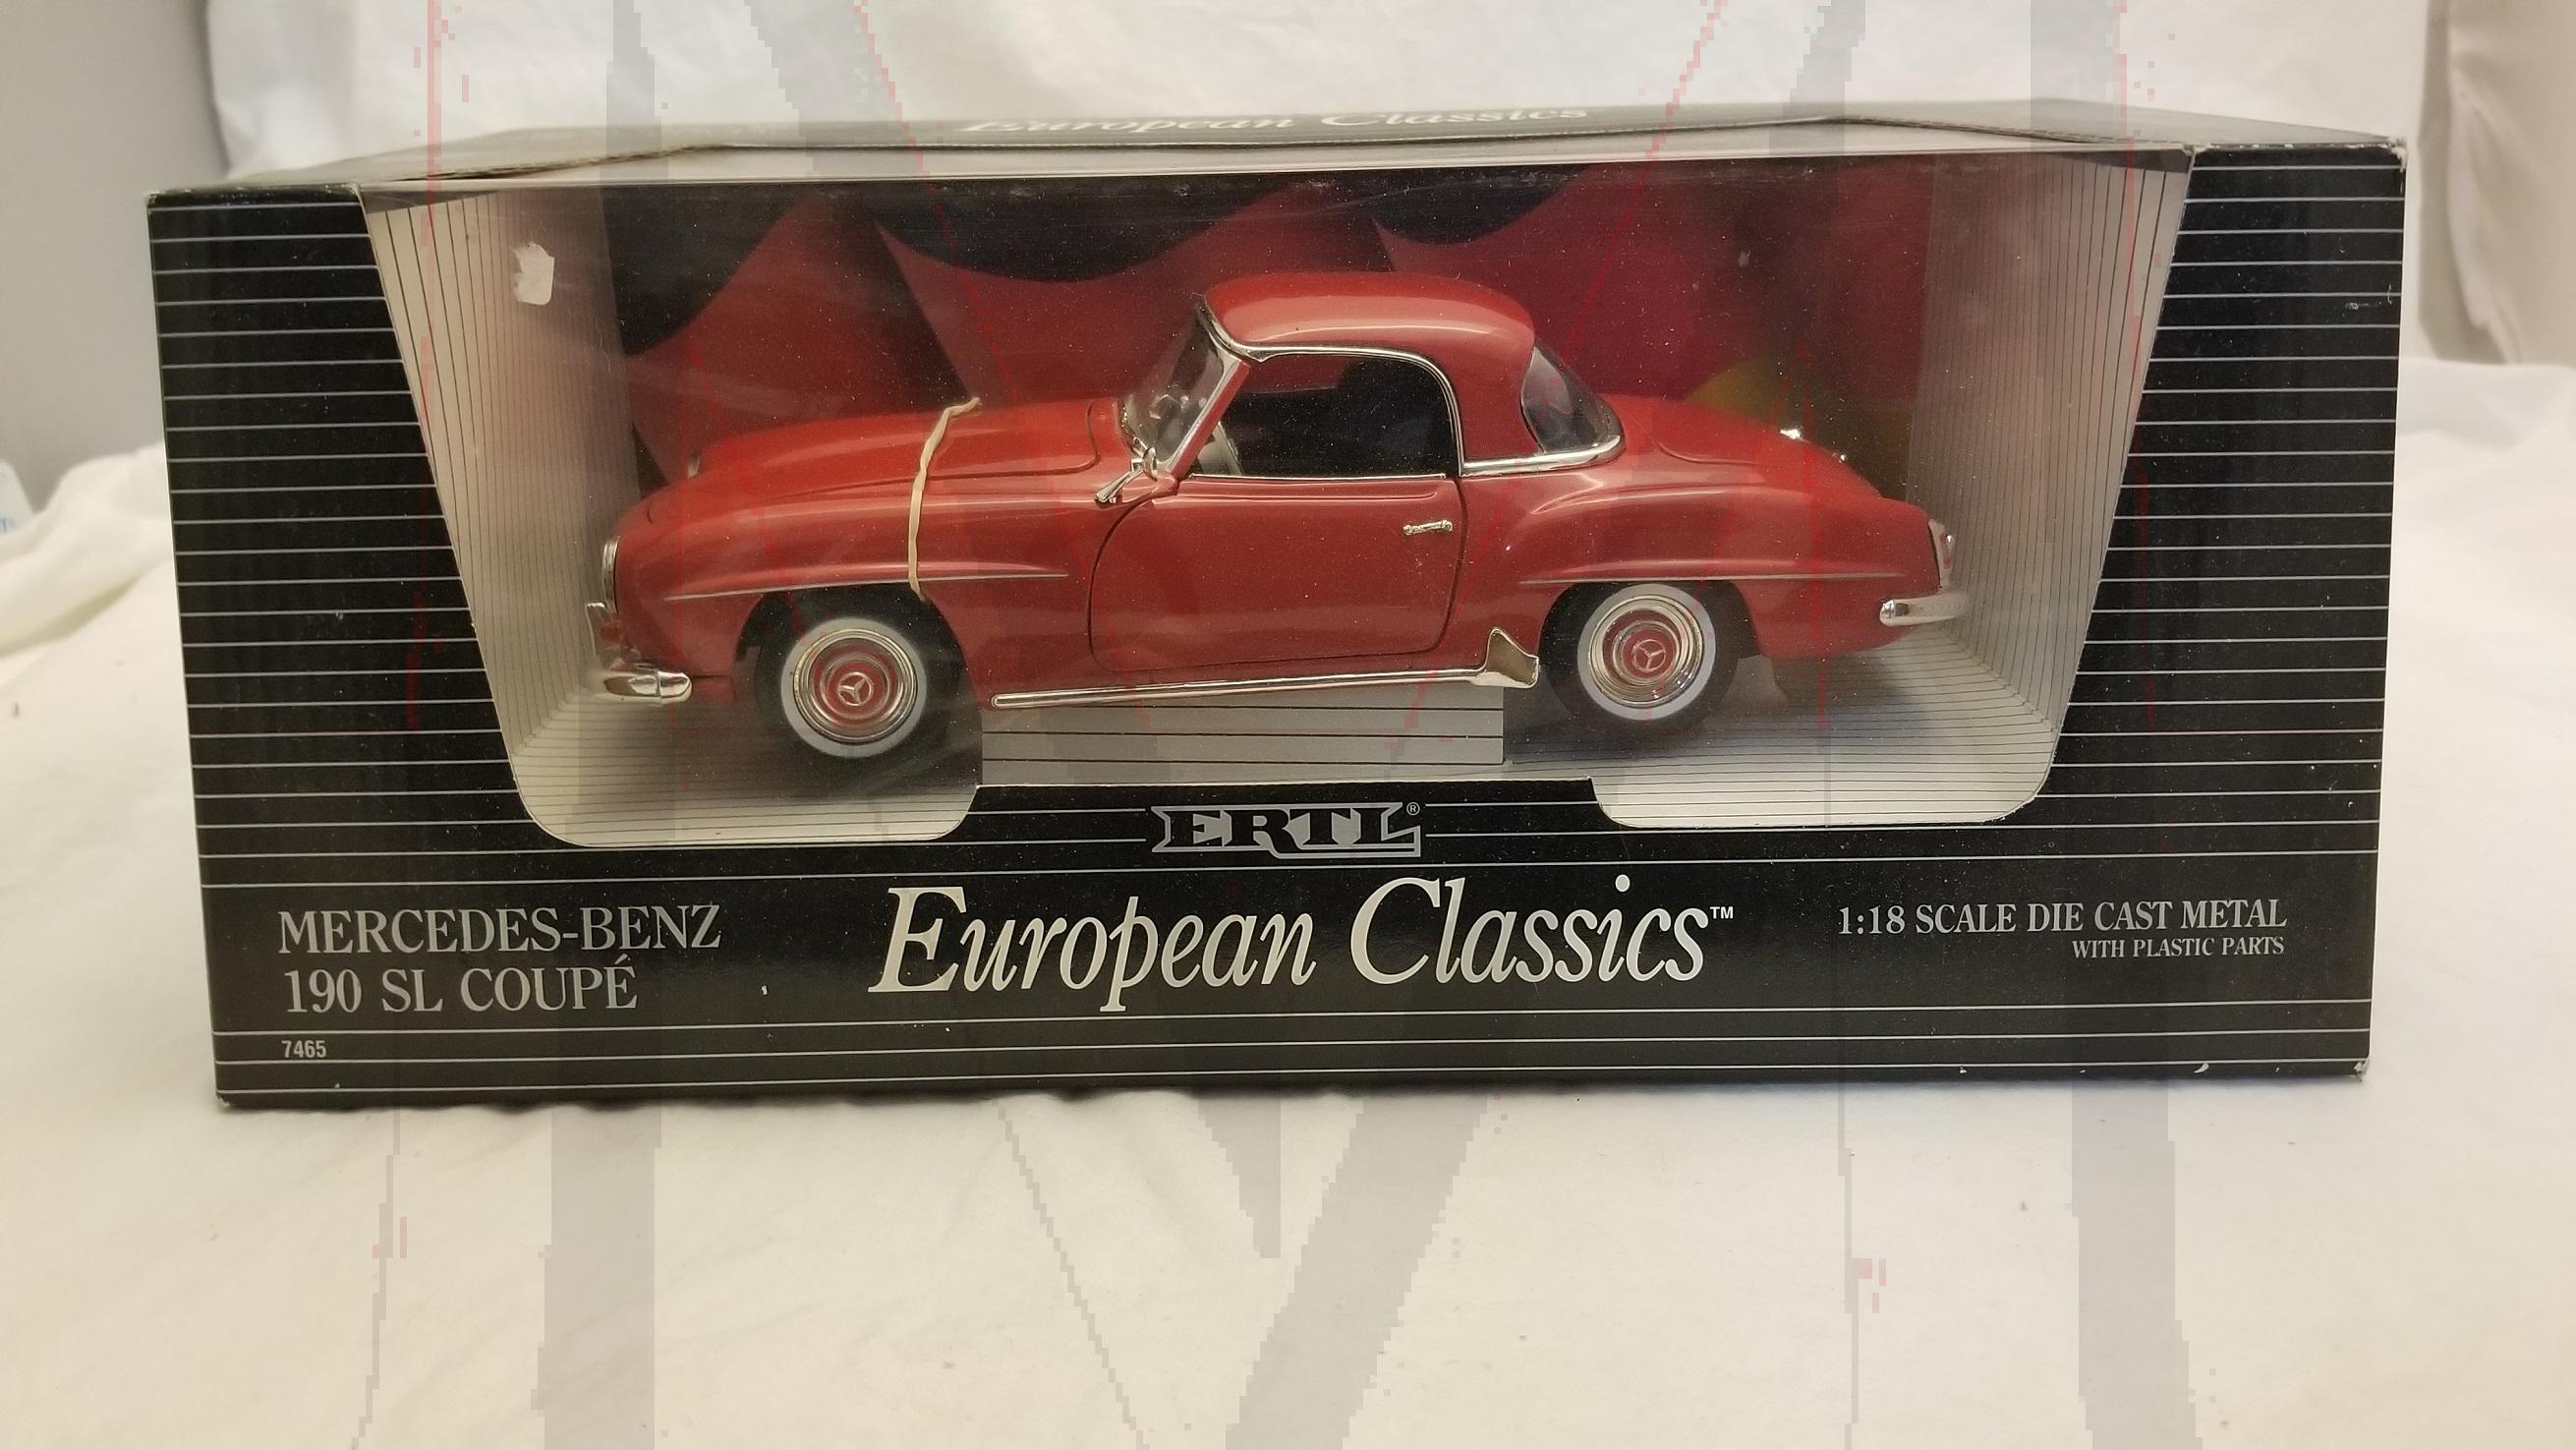 European Classics
ERTL®
MERCEDES-BENZ
190 SL COUPÉ
European Classics™
1:18 SCALE DIE CAST METAL
WITH PLASTIC PARTS
7465